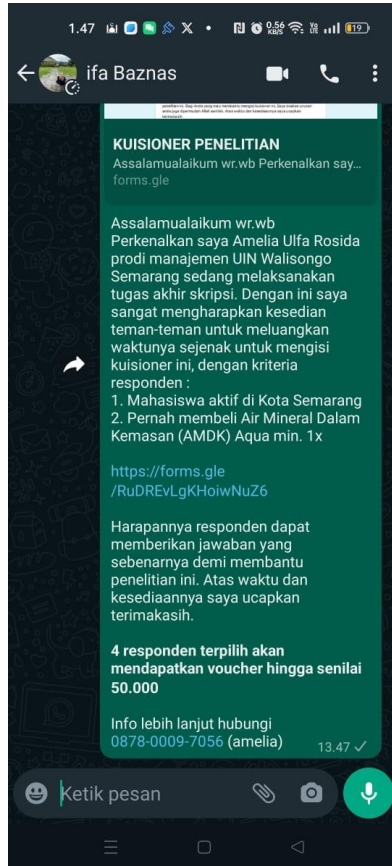 1.47
0.56 KB/S
19
ifa Baznas
KUISIONER PENELITIAN
Assalamualaikum wr.wb Perkenalkan say...
forms.gle
Assalamualaikum wr.wb
Perkenalkan saya Amelia Ulfa Rosida
prodi manajemen UIN Walisongo
Semarang sedang melaksanakan
tugas akhir skripsi. Dengan ini saya
sangat mengharapkan kesedian
teman-teman untuk meluangkan
waktunya sejenak untuk mengisi
kuisioner ini, dengan kriteria
responden :
1. Mahasiswa aktif di Kota Semarang
2. Pernah membeli Air Mineral Dalam
Kemasan (AMDK) Aqua min. 1x
https://forms.gle
/RuDREvLgKHoiwNuZ6
Harapannya responden dapat
memberikan jawaban yang
sebenarnya demi membantu
penelitian ini. Atas waktu dan
kesediaannya saya ucapkan
terimakasih.
4 responden terpilih akan
mendapatkan voucher hingga senilai
50.000
Info lebih lanjut hubungi
0878-0009-7056 (amelia)
13.47
Ketik pesan